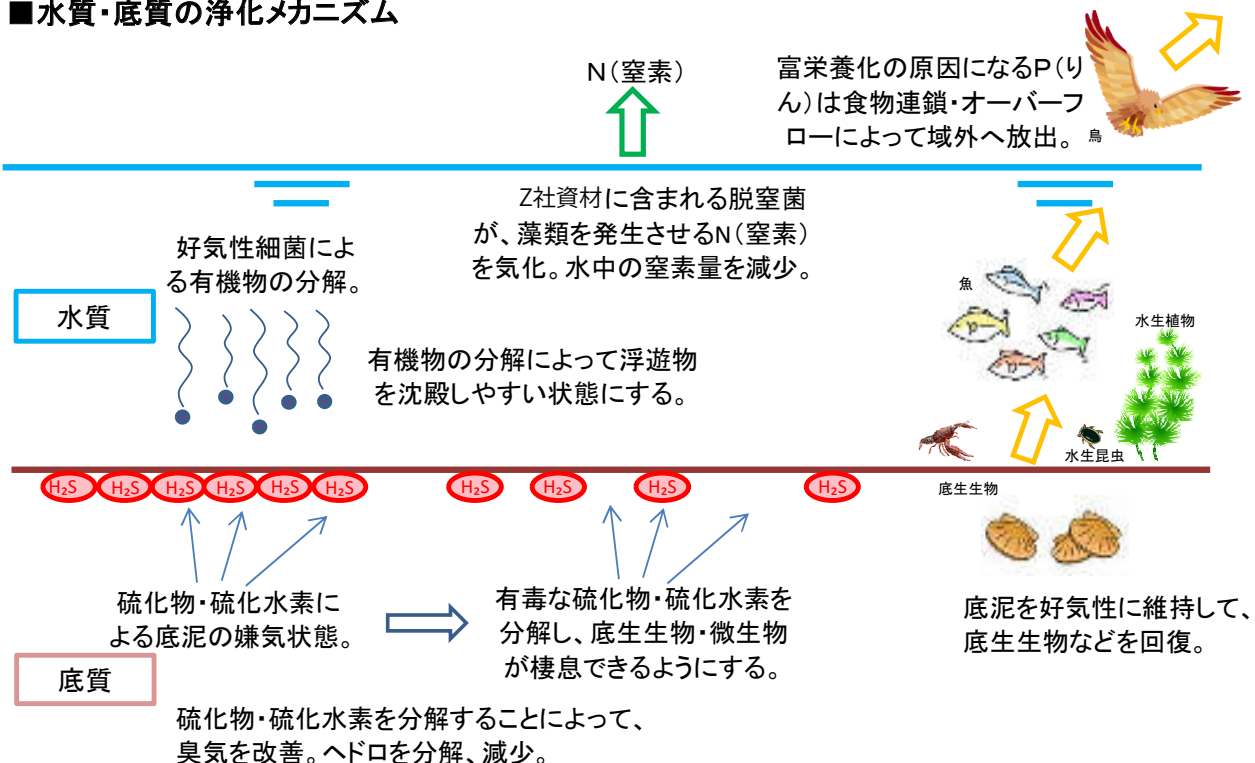 ■水質・底質の浄化メカニズム
N（窒素）
富栄養化の原因になるP（り
ん）は食物連鎖・オーバーフ
ローによって域外へ放出。
鳥
Z社資材に含まれる脱窒菌
が、藻類を発生させるN（窒素）
を気化。水中の窒素量を減少。
好気性細菌によ
る有機物の分解。
水質
有機物の分解によって浮遊物
を沈殿しやすい状態にする。
魚
水生植物
水生昆虫
H₂S H₂S H₂S H₂S H₂S H₂S H₂S H₂S H₂S H₂S
底生生物
硫化物・硫化水素に
よる底泥の嫌気状態。
有毒な硫化物・硫化水素を
分解し、底生生物・微生物
が棲息できるようにする。
底泥を好気性に維持して、
底生生物などを回復。
底質
硫化物・硫化水素を分解することによって、
臭気を改善。ヘドロを分解、減少。